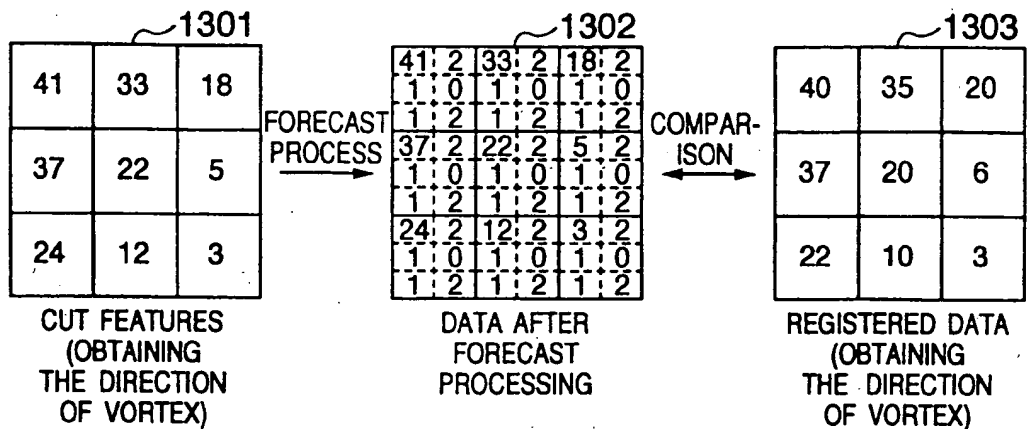 1301
1302
1303
41 33 18
37 22 5
24 12 3
FORECAST
PROCESS
41 2 33 2 18 2
1 0 1 0 1 0
1 2 1 2 1 2
37 2 22 2 5 2
1 0 1 0 1 0
1 2 1 2 1 2
24 2 12 2 3 2
1 0 1 0 1 0
1 2 1 2 1 2
COMPAR-
ISON
40 35 20
37 20 6
22 10 3
CUT FEATURES
(OBTAINING
THE DIRECTION
OF VORTEX)
DATA AFTER
FORECAST
PROCESSING
REGISTERED DATA
(OBTAINING
THE DIRECTION
OF VORTEX)